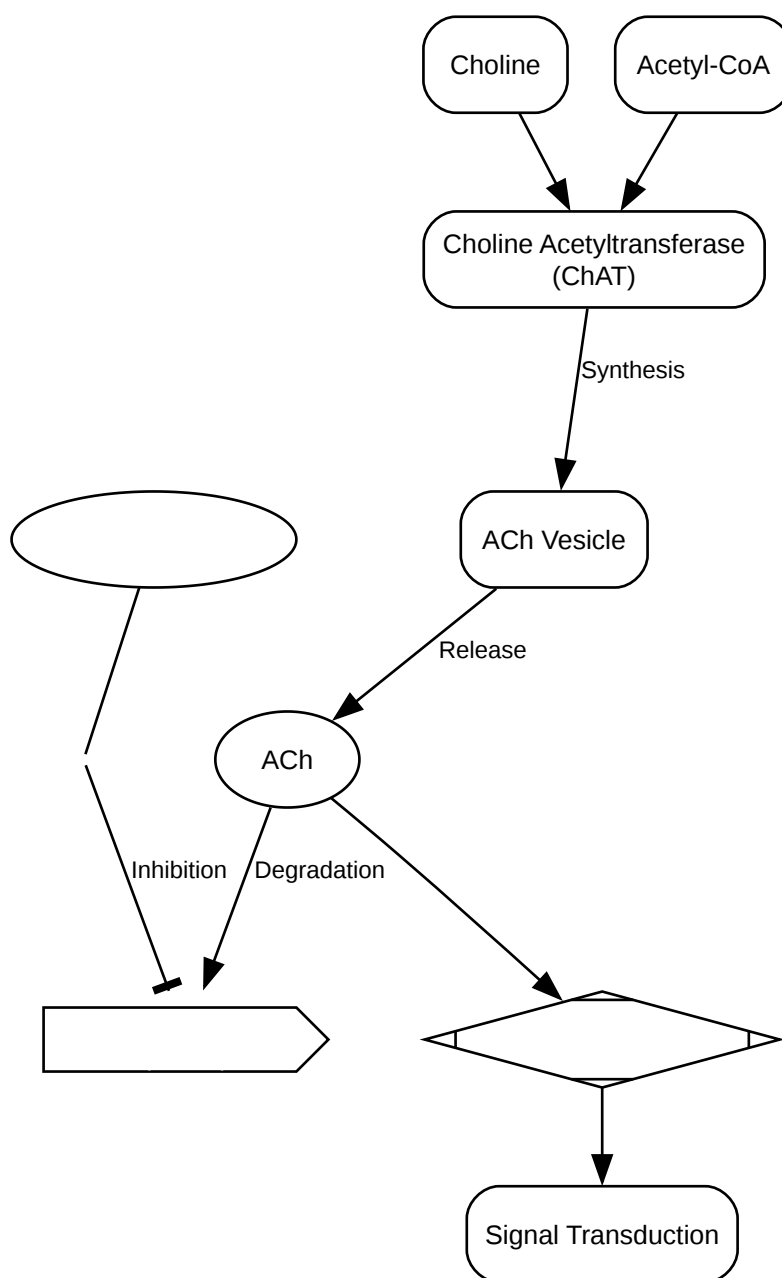 Choline
Acetyl-CoA
Choline Acetyltransferase
(ChAT)
Synthesis
ACh Vesicle
Release
ACh
Inhibition
Degradation
Signal Transduction